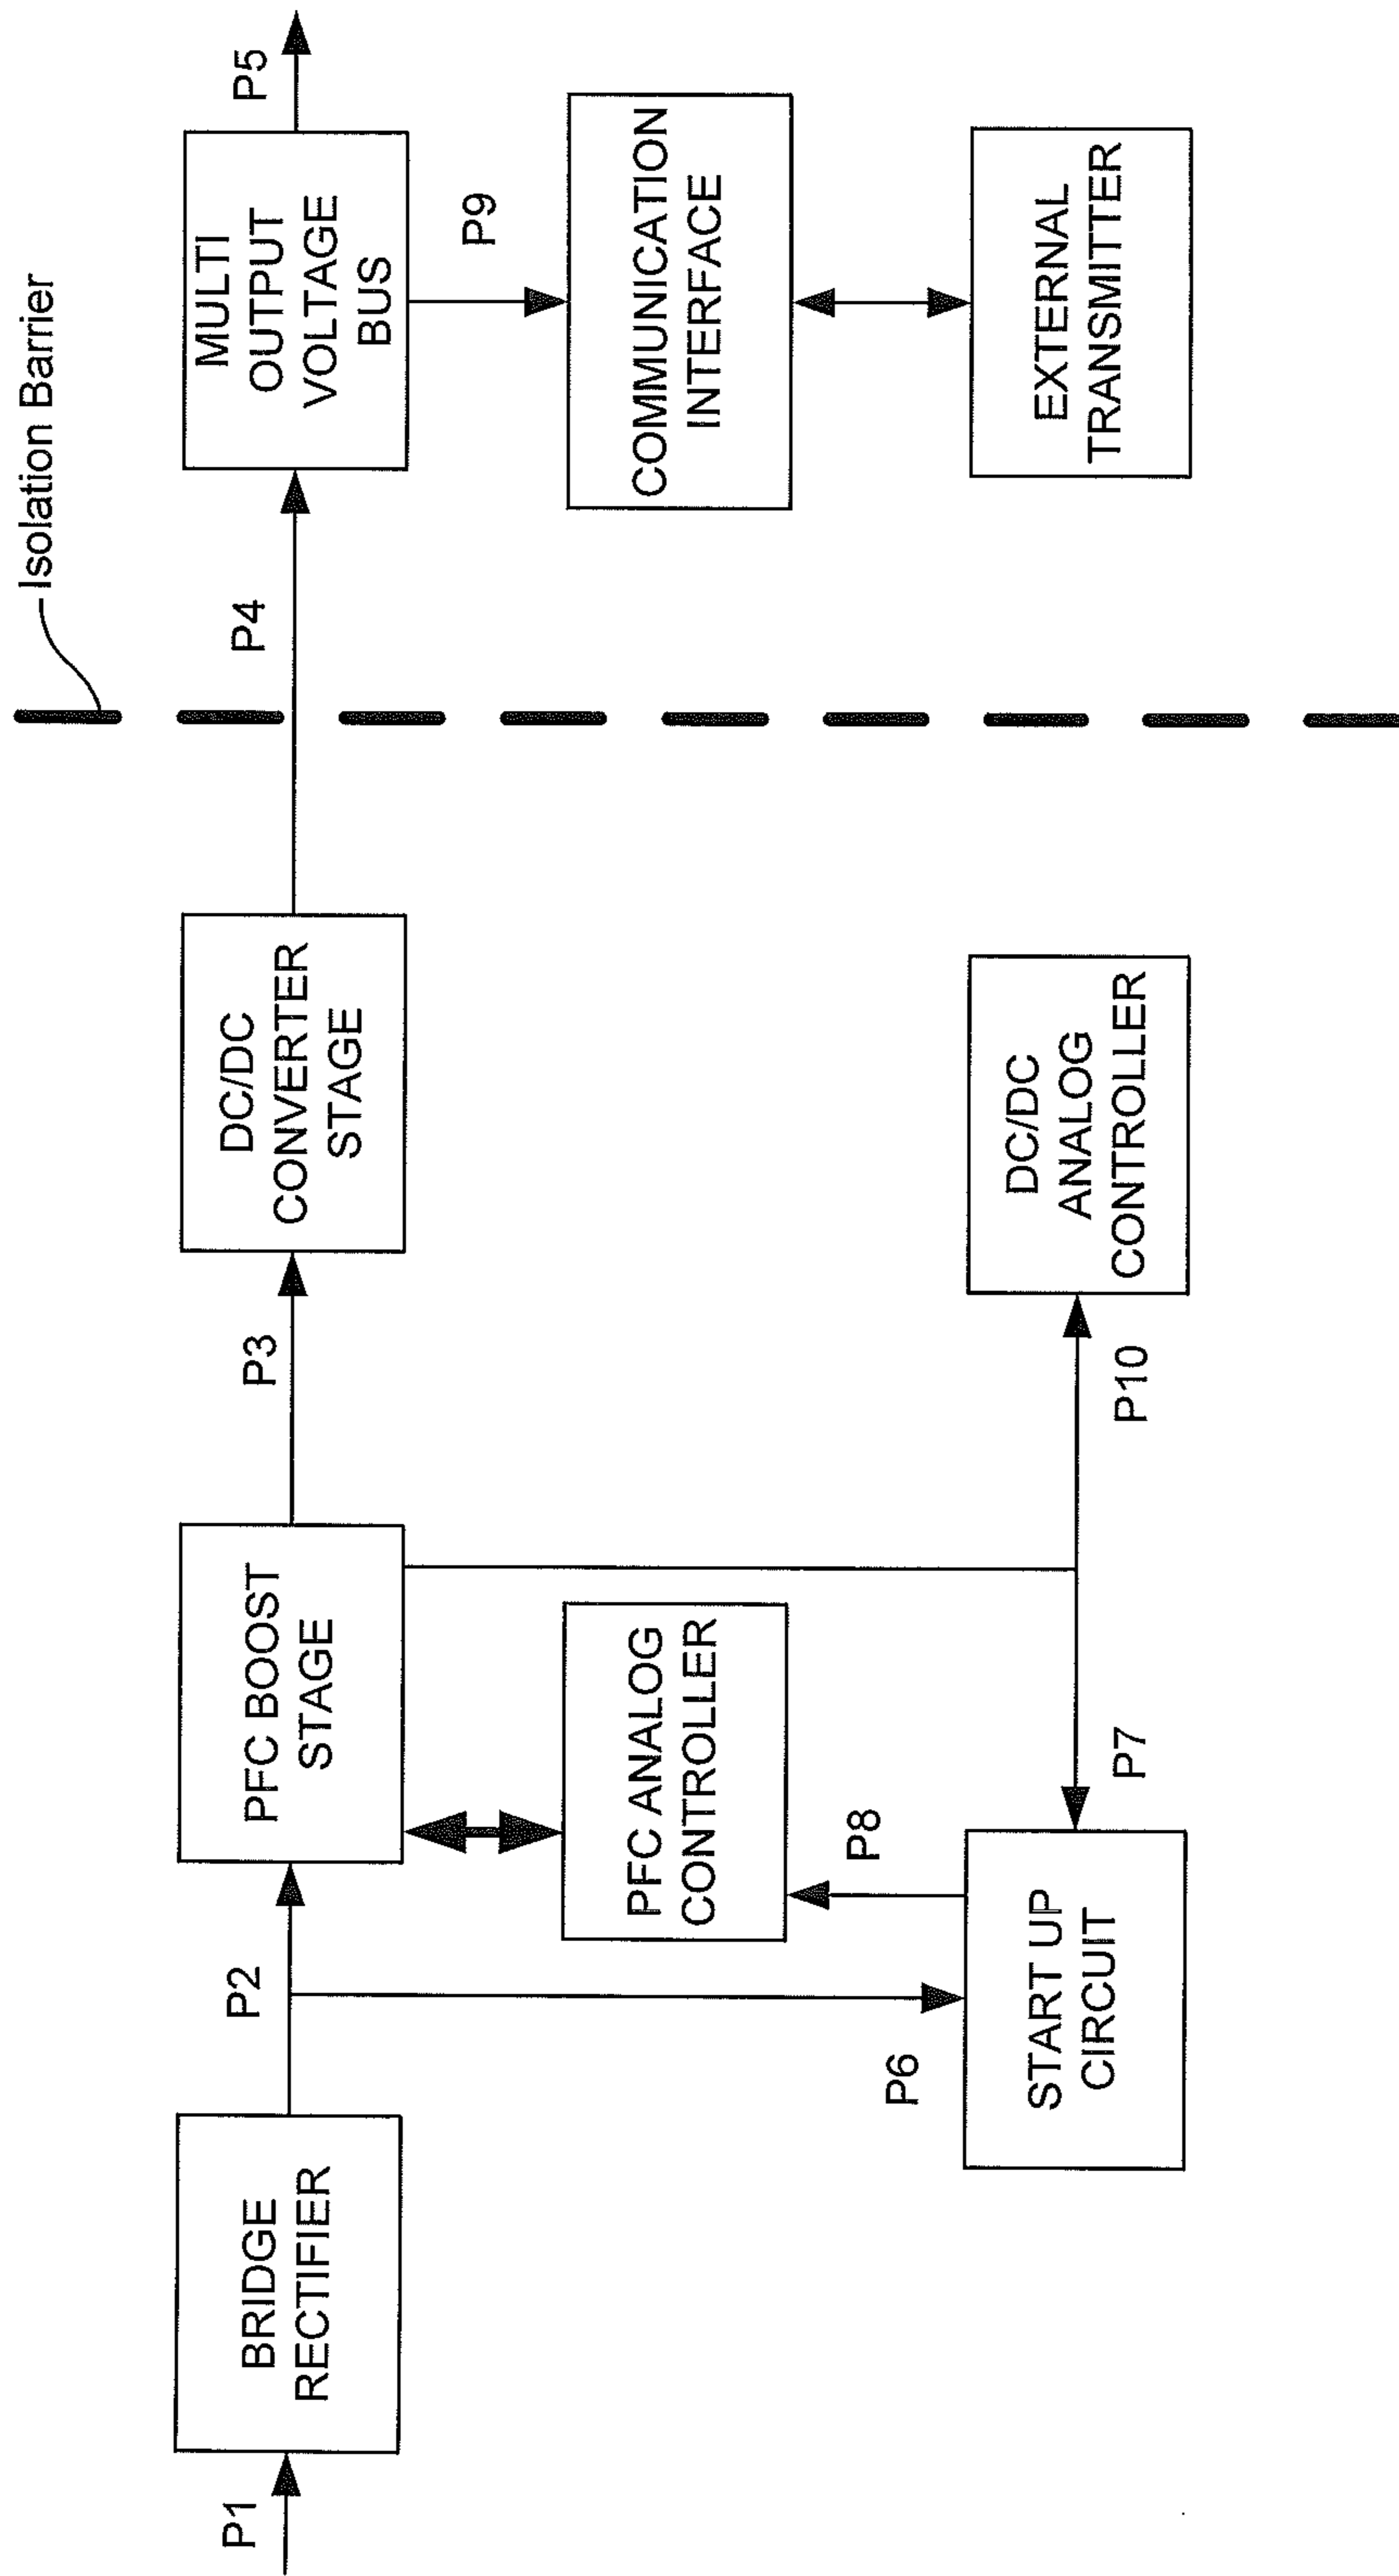 Isolation Barrier
P1
BRIDGE
RECTIFIER
P2
PFC BOOST
STAGE
P3
DC/DC
CONVERTER
STAGE
P4
MULTI
OUTPUT
VOLTAGE
BUS
P5
P6
START UP
CIRCUIT
P8
PFC ANALOG
CONTROLLER
P7
P10
DC/DC
ANALOG
CONTROLLER
P9
COMMUNICATION
INTERFACE
EXTERNAL
TRANSMITTER